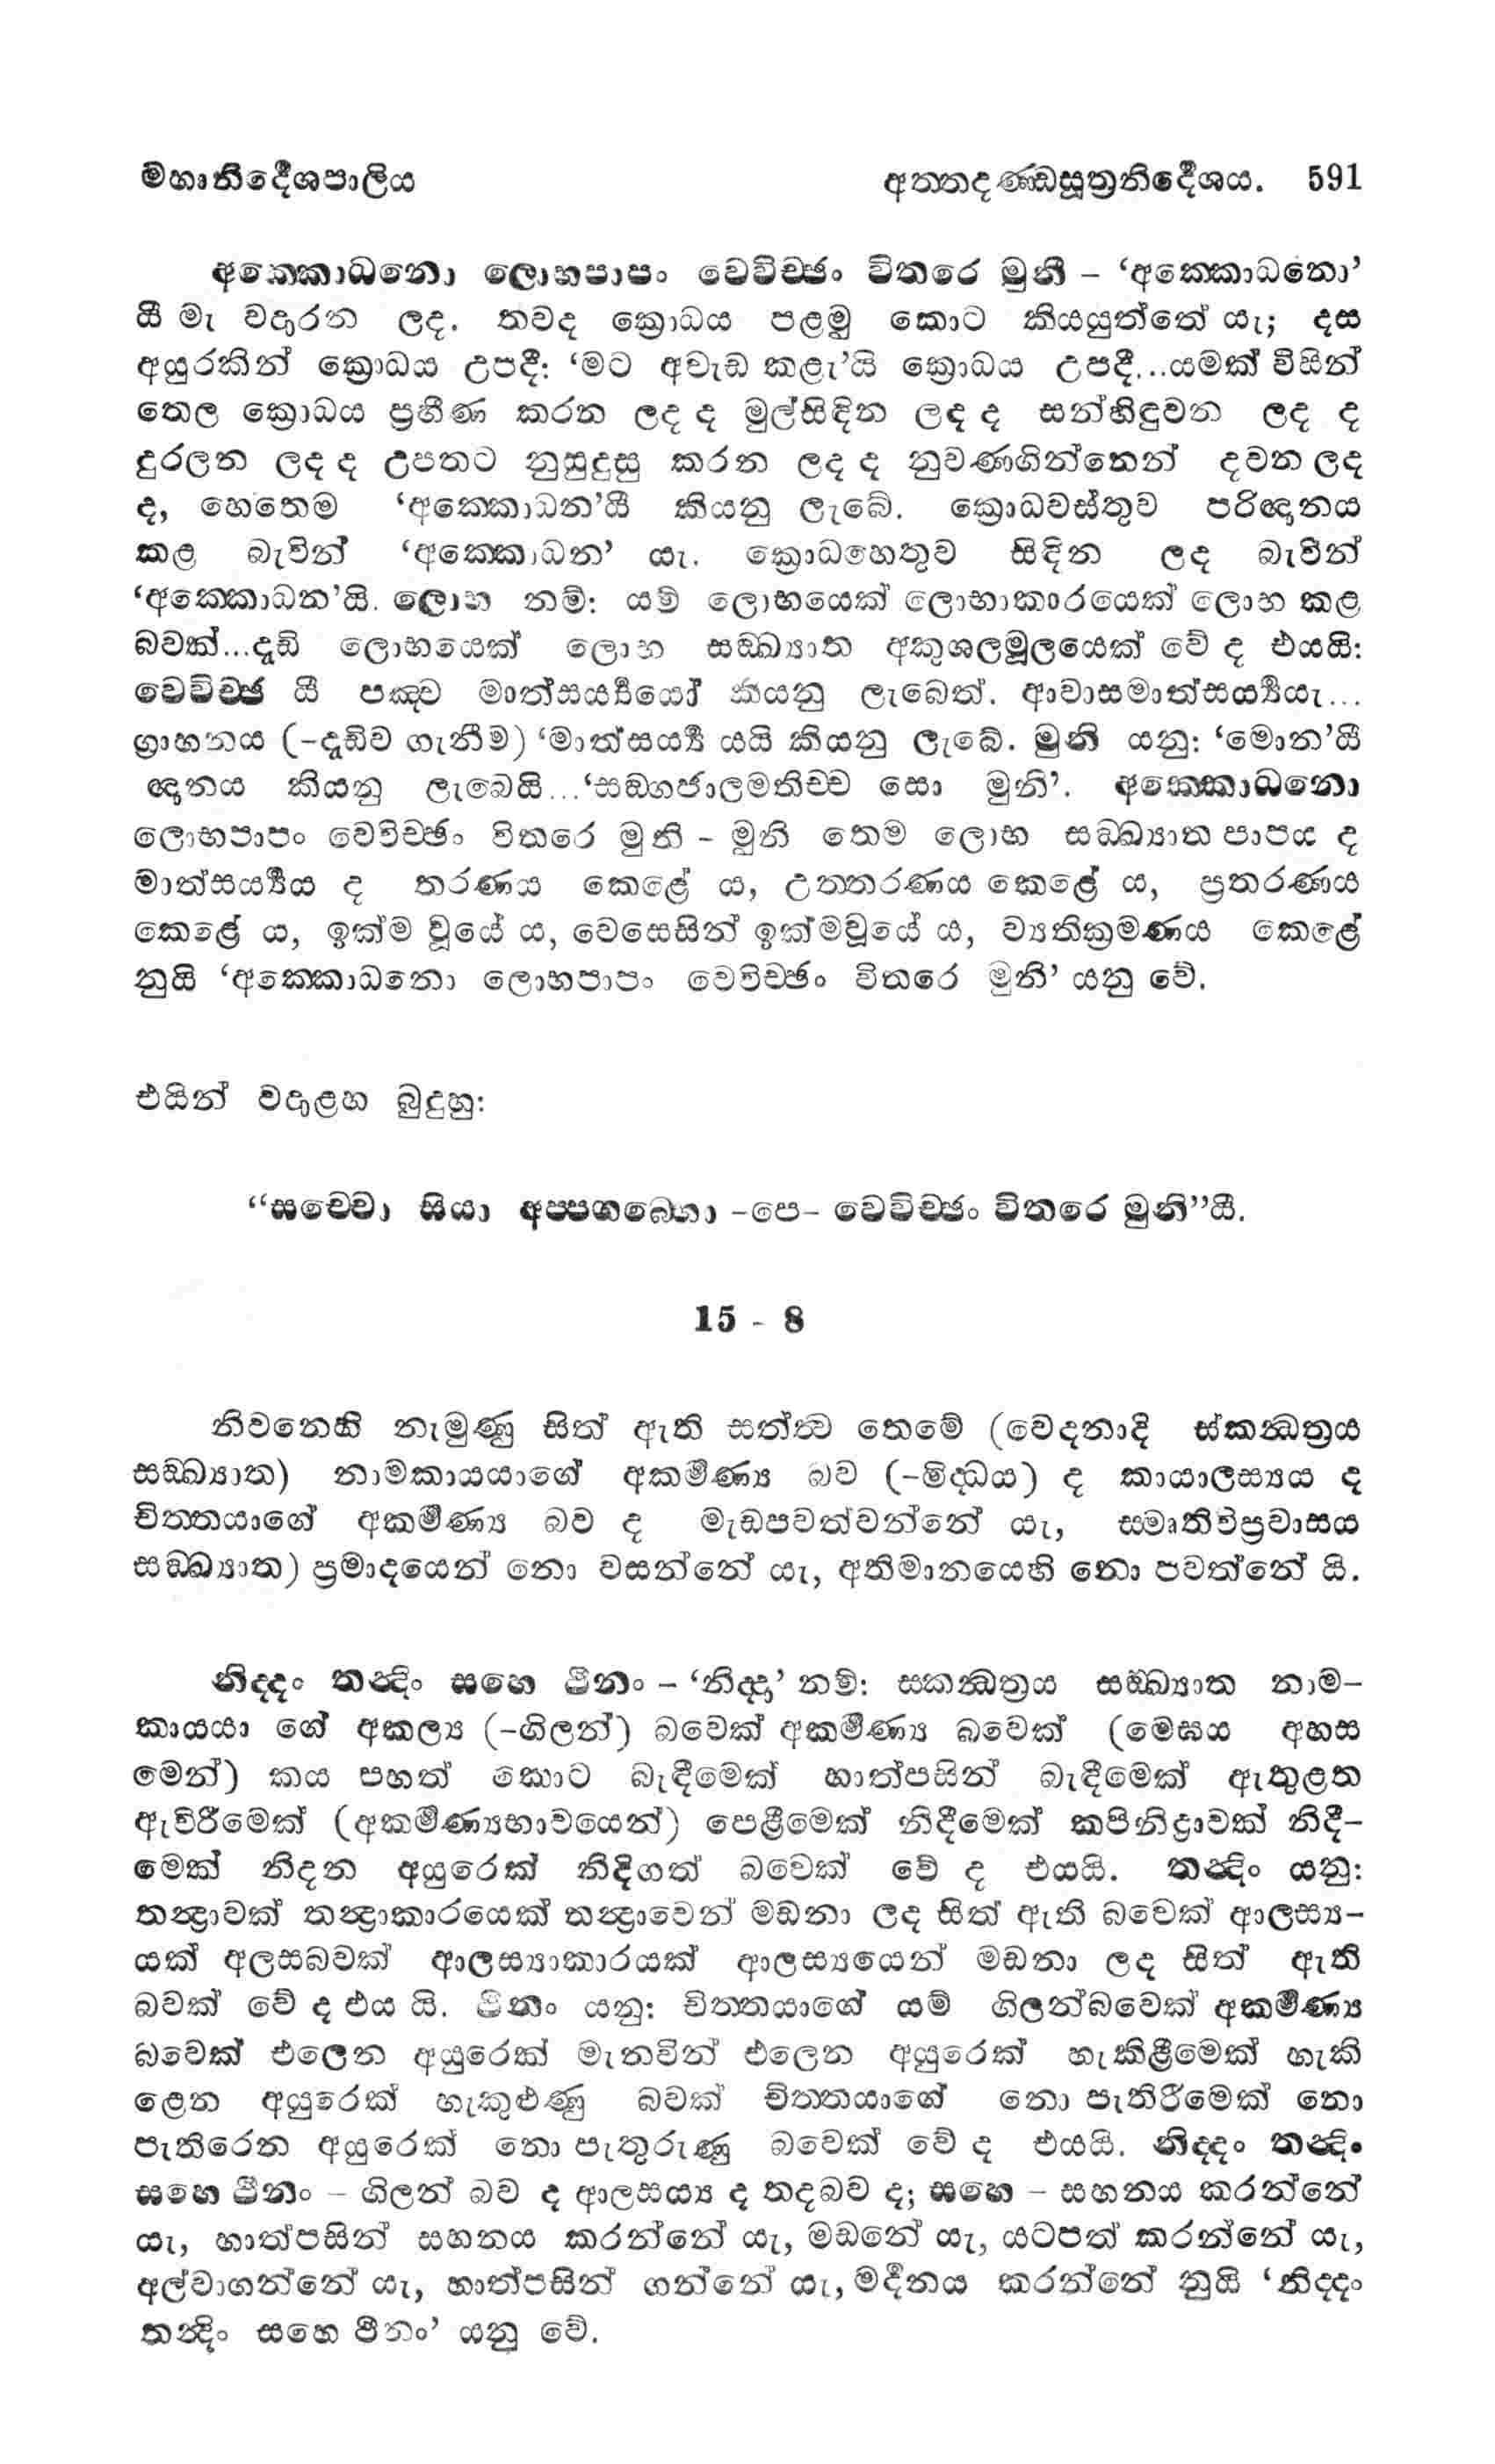 මහානිර්දේශපාලිය අත්තදණ්ඩසූත්‍රනිර්දේශය. 591
අක්කොධනො ලොභපාපං වෙවිච්ඡං විතරෙ මුනී – ‘අක්කොධනො’
යී මැ වදාරන ලද. තවද ක්‍රොධය පළමු කොට කියයුත්තේ යැ; දස
අයුරකින් ක්‍රොධය උපදී: ‘මට අවැඩ කළැ’යි ක්‍රොධය උපදී...යමක් විසින්
තෙල ක්‍රොධය ප්‍රහීණ කරන ලද ද මුල්සිඳින ලද ද සන්හිඳුවන ලද ද
දුරලන ලද ද උපතට නුසුදුසු කරන ලද ද නුවණගින්නෙන් දවන ලද
ද, හෙතෙම ‘අක්කොධන’යී කියනු ලැබේ. ක්‍රොධවස්තුව පරිඥානය
කළ බැවින් ‘අක්කොධන’ යැ. ක්‍රොධහෙතුව සිඳින ලද බැවින්
‘අක්කොධන’යි. ලොභ නම්: යම් ලොභයෙක් ලොභාකාරයෙක් ලොභ කළ
බවක්...දැඩි ලොභයෙක් ලොභ සඞ්ඛ්‍යාත අකුශලමූලයෙක් වේ ද එයයි:
වෙවිච්ඡ යී පඤ්ච මාත්සර්‍ය්‍යයෝ කියනු ලැබෙත්. ආවාසමාත්සර්‍ය්‍යයැ...
ග්‍රාහනය (-දැඩිව ගැනීම) ‘මාත්සර්‍ය්‍ය යයි කියනු ලැබේ. මුනි යනු: ‘මොන’යී
ඥානය කියනු ලැබෙයි...‘සඞ්ගජාලමතිච්ච සො මුනි’. අක්කොධනො
ලොභපාපං වෙවිච්ඡං විතරෙ මුනි – මුනි තෙම ලොභ සඞ්ඛ්‍යාත පාපය ද
මාත්සර්‍ය්‍යය ද තරණය කෙළේ ය, උත්තරණය කෙළේ ය, ප්‍රතරණය
කෙළේ ය, ඉක්ම වූයේ ය, වෙසෙසින් ඉක්මවූයේ ය, ව්‍යතික්‍රමණය කෙළේ
නුයි ‘අක්කොධනො ලොභපාපං වෙවිච්ඡං විතරෙ මුනි’ යනු වේ.
එයින් වදාළහ බුදුහු:
“සච්චො සියා අප්පගබ්භො –පෙ– වෙවිච්ඡං විතරෙ මුනි”යී.
15 - 8
නිවනෙහි නැමුණු සිත් ඇති සත්ත්‍ව තෙමේ (වෙදනාදි ස්කන්ධත්‍රය
සඞ්ඛ්‍යාත) නාමකායයාගේ අකර්මණ්‍ය බව (-මිද්ධය) ද කායාලස්‍යය ද
චිත්තයාගේ අකර්මණ්‍ය බව ද මැඩපවත්වන්නේ යැ, ස්මෘතිවිප්‍රවාසය
සඞ්ඛ්‍යාත) ප්‍රමාදයෙන් නො වසන්නේ යැ, අතිමානයෙහි නො පවත්නේ යි.
නිද්දං තන්දිං සහෙ ථීනං – ‘නිද්දා’ නම්: ස්කන්ධත්‍රය සඞ්ඛ්‍යාත නාම–
කායයා ගේ අකල්‍ය (-ගිලන්) බවෙක් අකර්මණ්‍ය බවෙක් (මෙඝය අහස
මෙන්) කය පහත් කොට බැඳීමෙක් හාත්පසින් බැඳීමෙක් ඇතුළත
ඇවිරීමෙක් (අකර්මණ්‍යභාවයෙන්) පෙළීමෙක් නිදීමෙක් කපිනිද්‍රාවක් නිදී–
මෙක් නිදන අයුරෙක් නිදිගත් බවෙක් වේ ද එයයි. තන්දිං යනු:
තන්ද්‍රාවක් තන්ද්‍රාකාරයෙක් තන්ද්‍රාවෙන් මඩනා ලද සිත් ඇති බවෙක් ආලස්‍ය–
යක් අලසබවක් ආලස්‍යාකාරයක් ආලස්‍යයෙන් මඩනා ලද සිත් ඇති
බවක් වේ ද එය යි. ථීනං යනු: චිත්තයාගේ යම් ගිලන්බවෙක් අකර්මණ්‍ය
බවෙක් එලෙන අයුරෙක් මැනවින් එලෙන අයුරෙක් හැකිළීමෙක් හැකි
ළෙන අයුරෙක් හැකුළුණු බවක් චිත්තයාගේ නො පැතිරීමෙක් නො
පැතිරෙන අයුරෙක් නො පැතුරුණු බවෙක් වේ ද එයයි. නිද්දං තන්දිං
සහෙ ථීනං – ගිලන් බව ද ආලසය්‍ය ද තදබව ද; සහෙ – සහනය කරන්නේ
යැ, හාත්පසින් සහනය කරන්නේ යැ, මඩනේ යැ, යටපත් කරන්නේ යැ,
අල්වාගන්නේ යැ, හාත්පසින් ගන්නේ යැ, මර්දනය කරන්නේ නුයි ‘නිද්දං
තන්දිං සහෙ ථීනං’ යනු වේ.